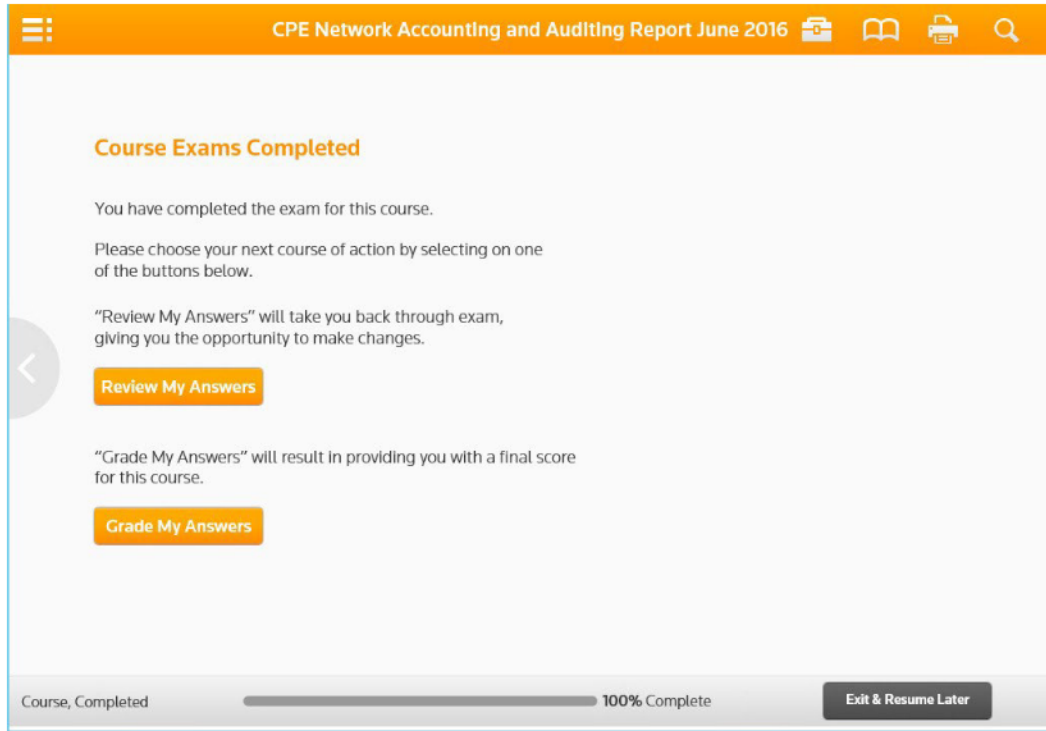 CPE Network Accounting and Auditing Report June 2016
Course Exams Completed
You have completed the exam for this course.
Please choose your next course of action by selecting on one
of the buttons below.
“Review My Answers” will take you back through exam,
giving you the opportunity to make changes.
Review My Answers
“Grade My Answers” will result in providing you with a final score
for this course.
Grade My Answers
Course, Completed
100% Complete
Exit & Resume Later